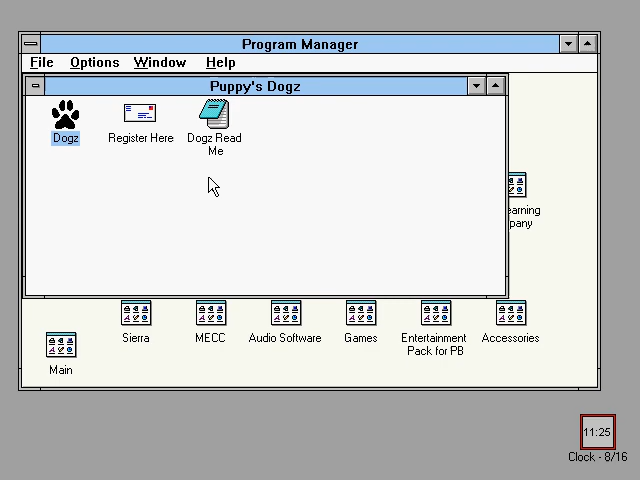 Program Manager
File Options Window Help
Puppy's Dogz
Dogz
Register Here
Dogz Read
Me
earning
pany
Sierra
MECC
Audio Software
Games
Entertainment
Pack for PB
Accessories
Main
11:25
Clock - 8/16